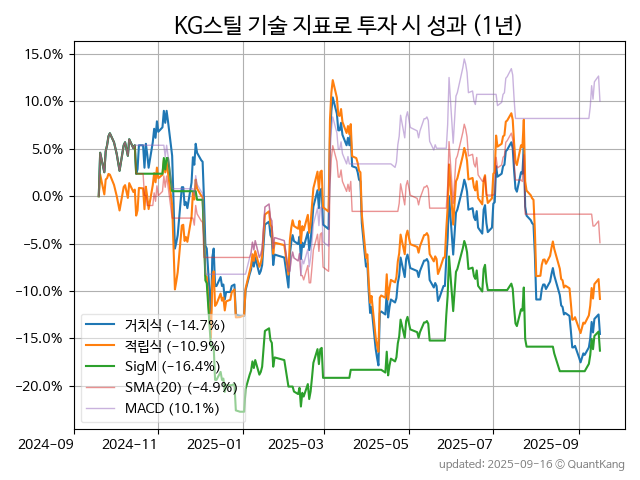 KG스틸 기술 지표로 투자 시 성과 (1년)
15.0%
10.0%
5.0%
0.0%
−5.0%
−10.0%
−15.0%
−20.0%
거치식 (−14.7%)
적립식 (−10.9%)
SigM (−16.4%)
SMA(20) (−4.9%)
MACD (10.1%)
2024-09 2024-11 2025-01 2025-03 2025-05 2025-07 2025-09
updated: 2025-09-16 © QuantKang